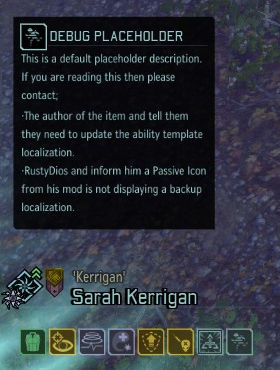 DEBUG PLACEHOLDER
This is a default placeholder description.
If you are reading this then please
contact;
·The author of the item and tell them
they need to update the ability template
localization.
·RustyDios and inform him a Passive Icon
from his mod is not displaying a backup
localization.
'Kerrigan'
Sarah Kerrigan